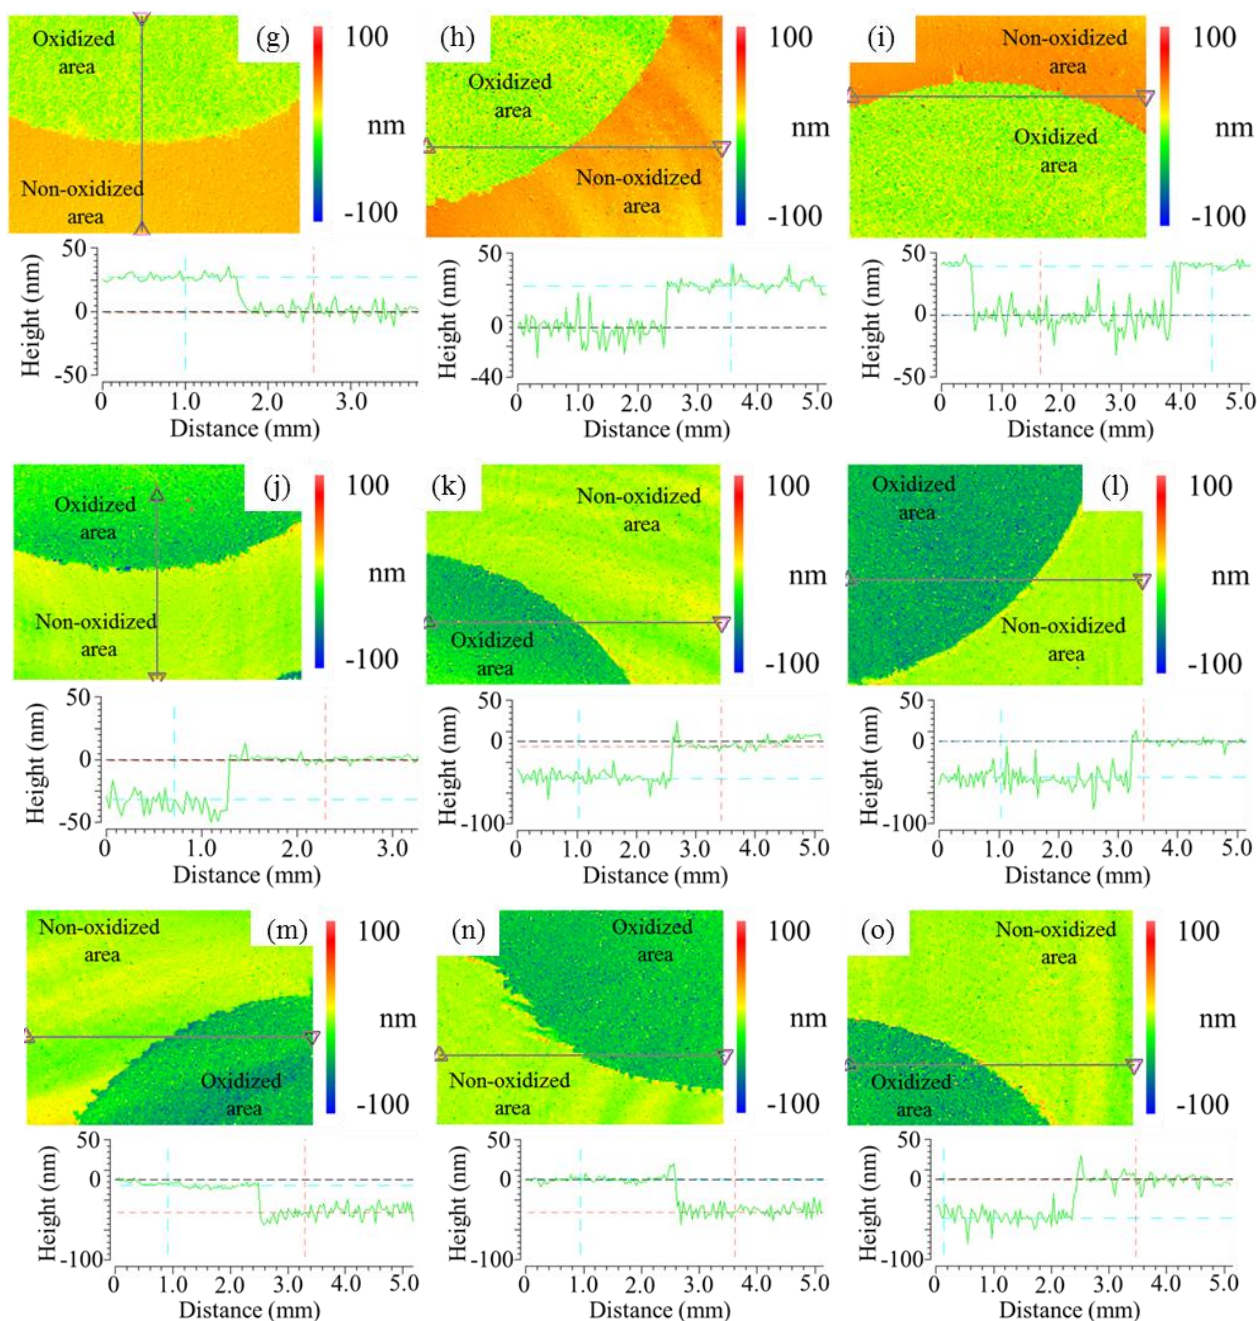 (g)
Oxidized
area
Non-oxidized
area
100
nm
-100
(h)
Oxidized
area
Non-oxidized
area
100
nm
-100
(i)
Non-oxidized
area
Oxidized
area
100
nm
-100
Height (nm)
50
0
-50
0 1.0 2.0 3.0
Distance (mm)
Height (nm)
50
0
-40
0 1.0 2.0 3.0 4.0 5.0
Distance (mm)
Height (nm)
50
0
-50
0 1.0 2.0 3.0 4.0 5.0
Distance (mm)
(j)
Oxidized
area
Non-oxidized
area
100
nm
-100
(k)
Non-oxidized
area
Oxidized
area
100
nm
-100
(l)
Oxidized
area
Non-oxidized
area
100
nm
-100
Height (nm)
50
0
-50
0 1.0 2.0 3.0
Distance (mm)
Height (nm)
50
0
-100
0 1.0 2.0 3.0 4.0 5.0
Distance (mm)
Height (nm)
50
0
-100
0 1.0 2.0 3.0 4.0 5.0
Distance (mm)
(m)
Non-oxidized
area
Oxidized
area
100
nm
-100
(n)
Oxidized
area
Non-oxidized
area
100
nm
-100
(o)
Non-oxidized
area
Oxidized
area
100
nm
-100
Height (nm)
50
0
-100
0 1.0 2.0 3.0 4.0 5.0
Distance (mm)
Height (nm)
50
0
-100
0 1.0 2.0 3.0 4.0 5.0
Distance (mm)
Height (nm)
50
0
-100
0 1.0 2.0 3.0 4.0 5.0
Distance (mm)